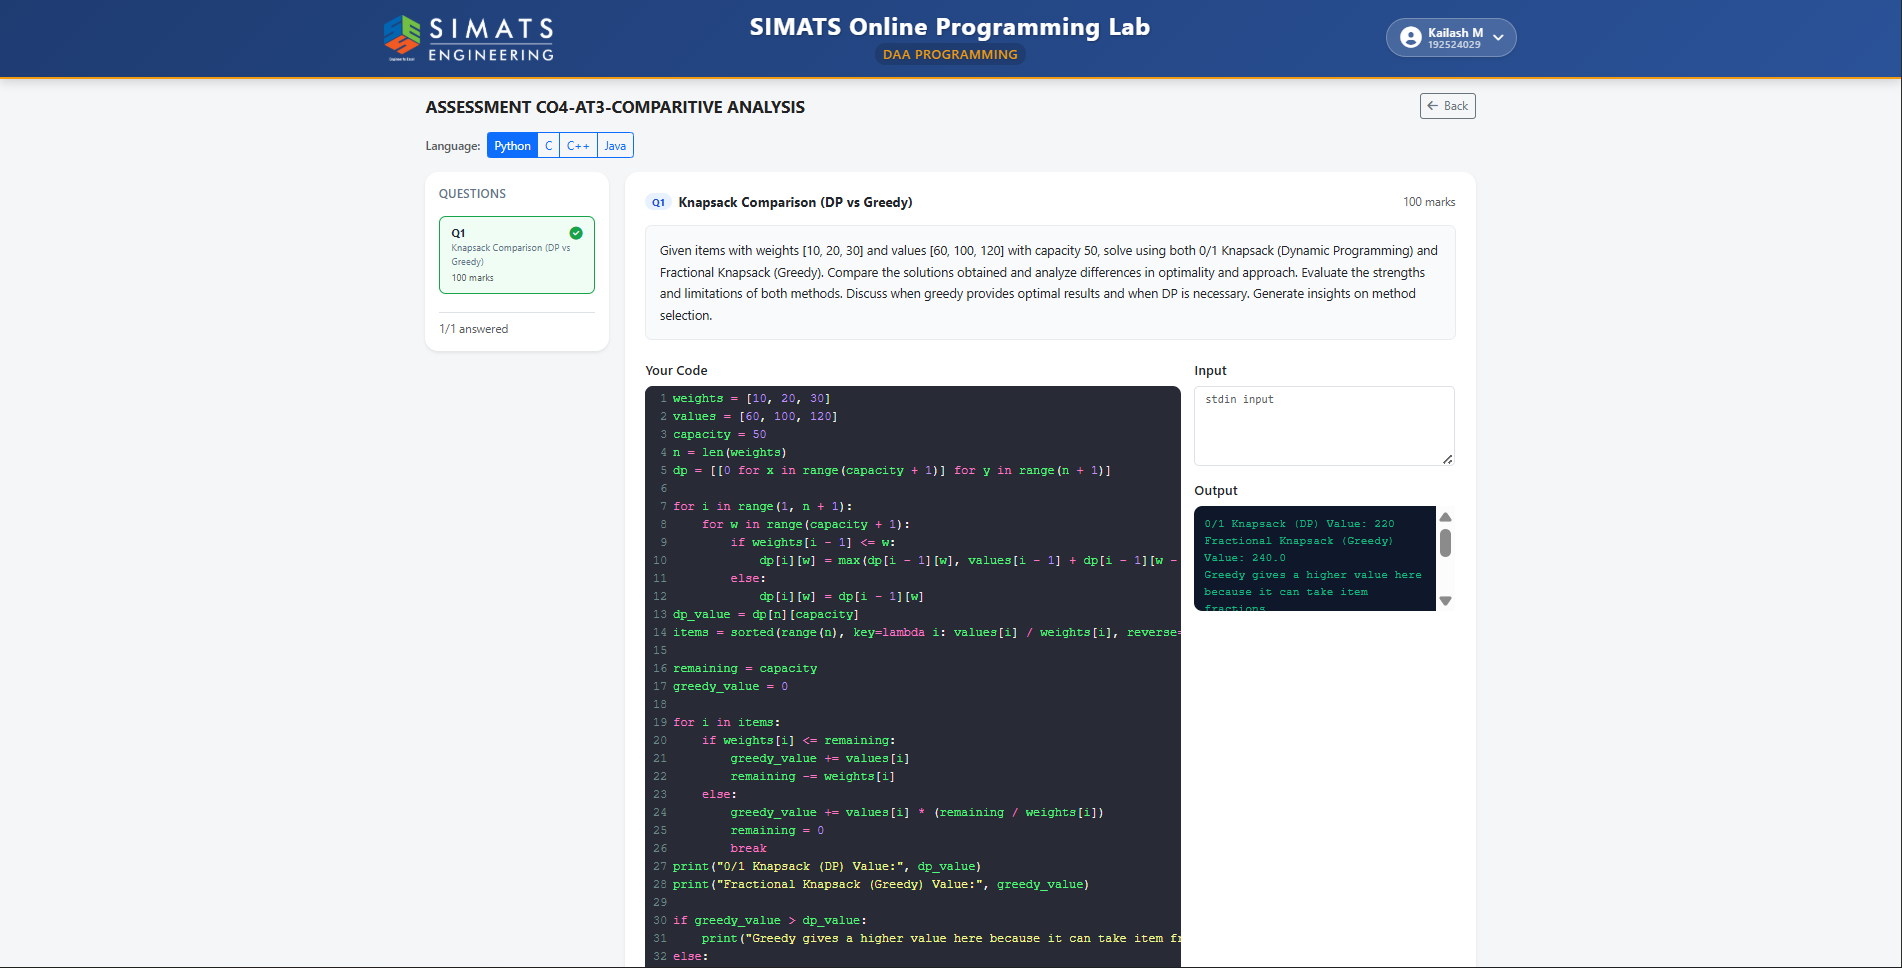 SIMATS
ENGINEERING
SIMATS Online Programming Lab
DAA PROGRAMMING
Kailash M
192524029
ASSESSMENT CO4-AT3-COMPARITIVE ANALYSIS
Back
Language: Python C C++ Java
QUESTIONS
Q1
Knapsack Comparison (DP vs
Greedy)
100 marks
1/1 answered
Q1 Knapsack Comparison (DP vs Greedy) 100 marks
Given items with weights [10, 20, 30] and values [60, 100, 120] with capacity 50, solve using both 0/1 Knapsack (Dynamic Programming) and
Fractional Knapsack (Greedy). Compare the solutions obtained and analyze differences in optimality and approach. Evaluate the strengths
and limitations of both methods. Discuss when greedy provides optimal results and when DP is necessary. Generate insights on method
selection.
Your Code
1 weights = [10, 20, 30]
2 values = [60, 100, 120]
3 capacity = 50
4 n = len(weights)
5 dp = [[0 for x in range(capacity + 1)] for y in range(n + 1)]
6
7 for i in range(1, n + 1):
8     for w in range(capacity + 1):
9         if weights[i - 1] <= w:
10             dp[i][w] = max(dp[i - 1][w], values[i - 1] + dp[i - 1][w -
11         else:
12             dp[i][w] = dp[i - 1][w]
13 dp_value = dp[n][capacity]
14 items = sorted(range(n), key=lambda i: values[i] / weights[i], reverse=
15
16 remaining = capacity
17 greedy_value = 0
18
19 for i in items:
20     if weights[i] <= remaining:
21         greedy_value += values[i]
22         remaining -= weights[i]
23     else:
24         greedy_value += values[i] * (remaining / weights[i])
25         remaining = 0
26         break
27 print("0/1 Knapsack (DP) Value:", dp_value)
28 print("Fractional Knapsack (Greedy) Value:", greedy_value)
29
30 if greedy_value > dp_value:
31     print("Greedy gives a higher value here because it can take item fr
32 else:
Input
stdin input
Output
0/1 Knapsack (DP) Value: 220
Fractional Knapsack (Greedy)
Value: 240.0
Greedy gives a higher value here
because it can take item
fractions